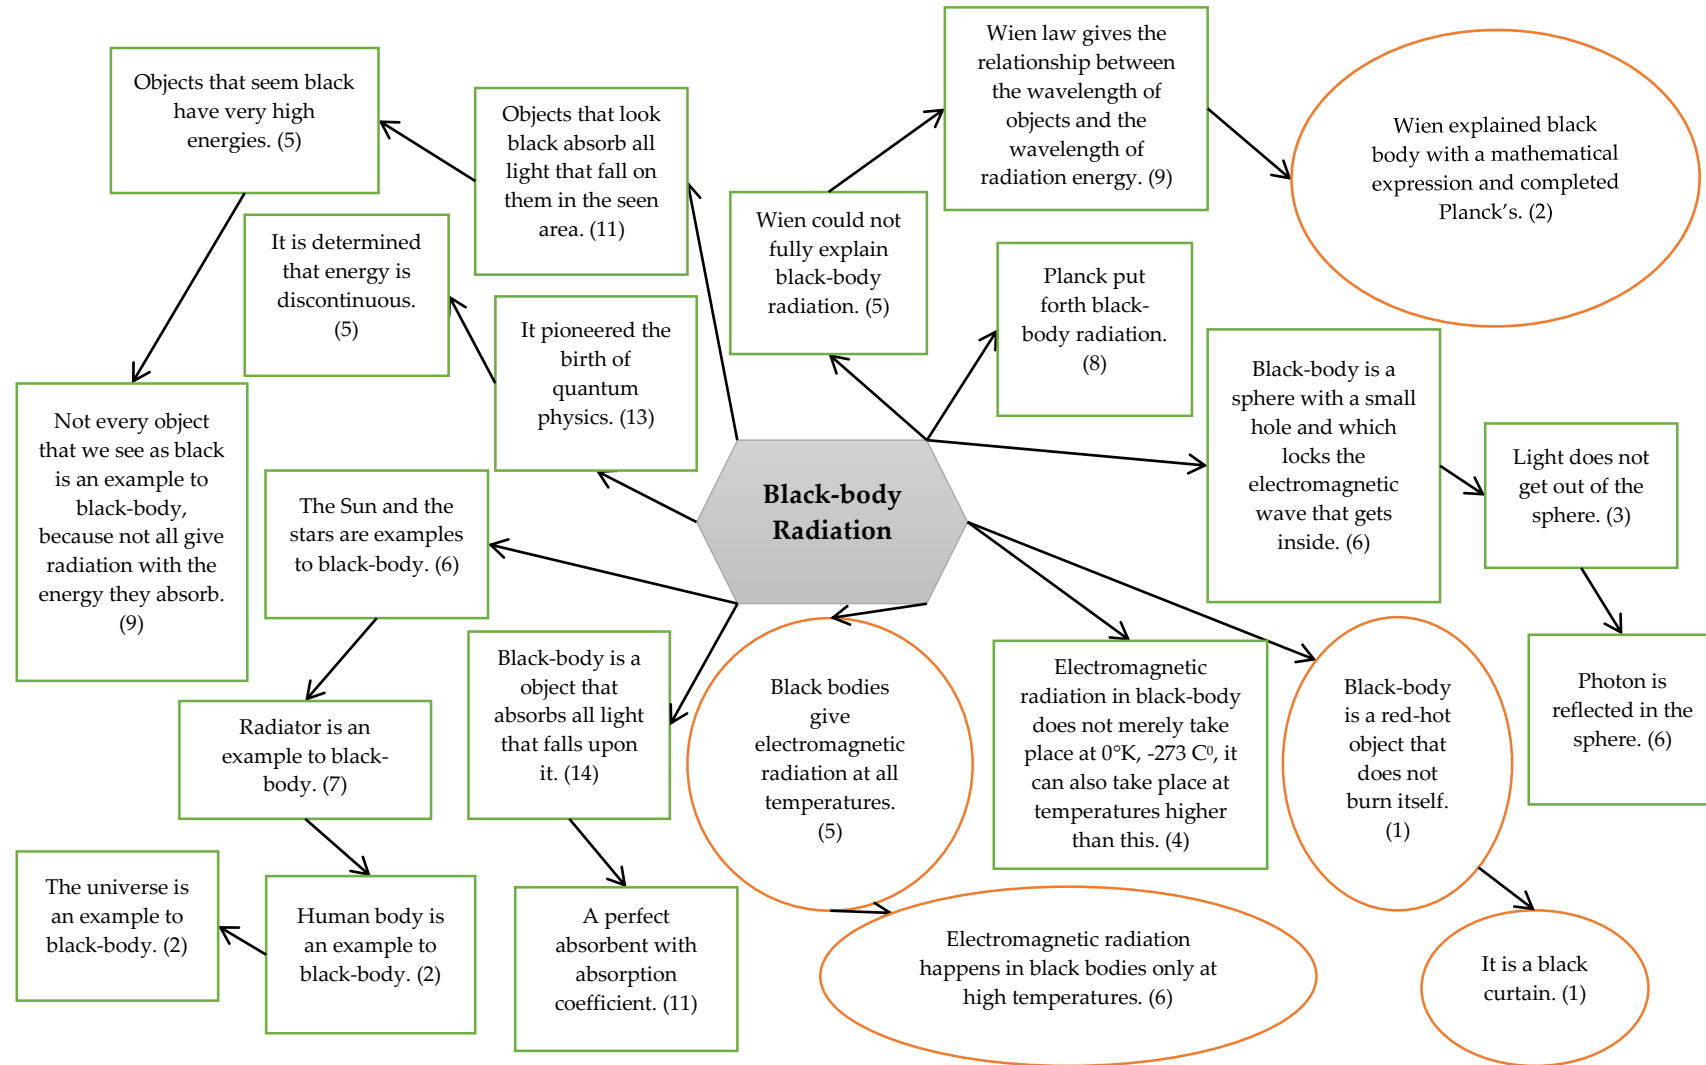 Objects that seem black
have very high
energies. (5)
Objects that look
black absorb all
light that fall on
them in the seen
area. (11)
Wien law gives the
relationship between
the wavelength of
objects and the
wavelength of
radiation energy. (9)
Wien explained black
body with a mathematical
expression and completed
Planck’s. (2)
It is determined
that energy is
discontinuous.
(5)
It pioneered the
birth of
quantum
physics. (13)
Wien could not
fully explain
black-body
radiation. (5)
Planck put
forth black-
body radiation.
(8)
Black-body is a
sphere with a small
hole and which
locks the
electromagnetic
wave that gets
inside. (6)
Light does not
get out of the
sphere. (3)
Not every object
that we see as black
is an example to
black-body,
because not all give
radiation with the
energy they absorb.
(9)
The Sun and the
stars are examples
to black-body. (6)
Black-body
Radiation
Radiator is an
example to black-
body. (7)
Black-body is a
object that
absorbs all light
that falls upon
it. (14)
Black bodies
give
electromagnetic
radiation at all
temperatures.
(5)
Electromagnetic
radiation in black-body
does not merely take
place at 0°K, -273 C⁰, it
can also take place at
temperatures higher
than this. (4)
Black-body
is a red-hot
object that
does not
burn itself.
(1)
Photon is
reflected in the
sphere. (6)
The universe is
an example to
black-body. (2)
Human body is
an example to
black-body. (2)
A perfect
absorbent with
absorption
coefficient. (11)
Electromagnetic radiation
happens in black bodies only at
high temperatures. (6)
It is a black
curtain. (1)